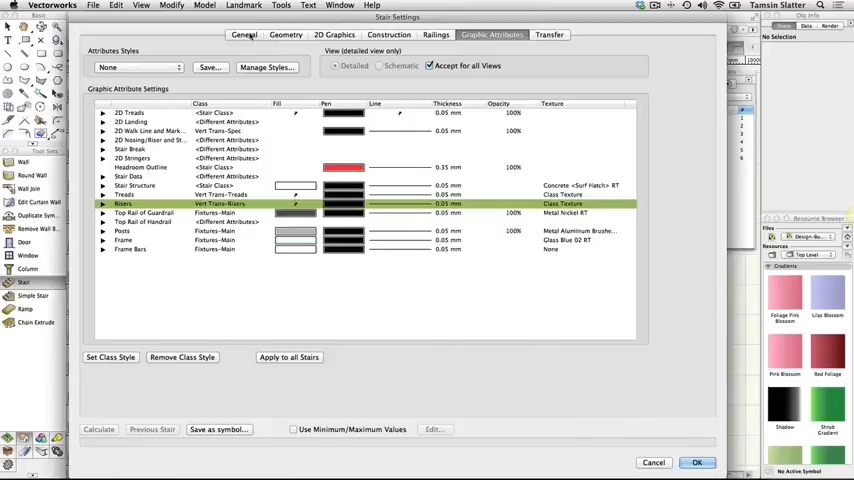 Vectorworks File Edit View Modify Model Landmark Tools Text Window Help Tamsin Slatter
Stair Settings
Basic
General Geometry 2D Graphics Construction Railings Graphic Attributes Transfer
Attributes Styles
None Save... Manage Styles...
View (detailed view only)
Detailed Schematic Accept for all Views
Graphic Attribute Settings
Class Fill Pen Line Thickness Opacity Texture
2D Treads <Stair Class> 0.05 mm 100%
2D Landing <Different Attributes>
2D Walk Line and Mark... Vert Trans-Spec 0.05 mm 100%
2D Nosing/Riser and St... <Different Attributes>
Stair Break <Different Attributes>
2D Stringers <Different Attributes>
Headroom Outline <Stair Class> 0.35 mm 100%
Stair Data <Different Attributes>
Stair Structure <Stair Class> 0.05 mm Concrete <Surf Hatch> RT
Treads Vert Trans-Treads 0.05 mm Class Texture
Risers Vert Trans-Risers 0.05 mm Class Texture
Top Rail of Guardrail Fixtures-Main 0.05 mm 100% Metal Nickel RT
Top Rail of Handrail <Different Attributes>
Posts Fixtures-Main 0.05 mm 100% Metal Aluminum Brushe...
Frame Fixtures-Main 0.05 mm Glass Blue 02 RT
Frame Bars Fixtures-Main 0.05 mm None
Set Class Style Remove Class Style Apply to all Stairs
Calculate Previous Stair Save as symbol... Use Minimum/Maximum Values Edit...
Cancel OK
Tool Sets
Wall
Round Wall
Wall Join
Edit Curtain Wall
Duplicate Sym...
Remove Wall B...
Door
Window
Column
Stair
Simple Stair
Ramp
Chain Extrude
Obj Info
Shape Data Render
No Selection
#
1
2
3
4
5
6
Resource Browser
Files
Design-Bu...
Resources
Top Level
Gradients
Foliage Pink Blossom
Lilac Blossom
Pink Blossom
Red Foliage
Shadow
Shrub Gradient
No Active Symbol